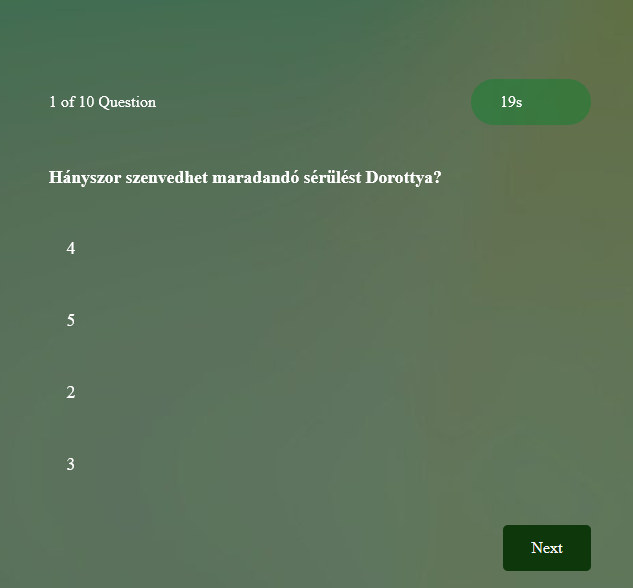 1 of 10 Question
19s
Hányszor szenvedhet maradandó sérülést Dorottya?
4
5
2
3
Next